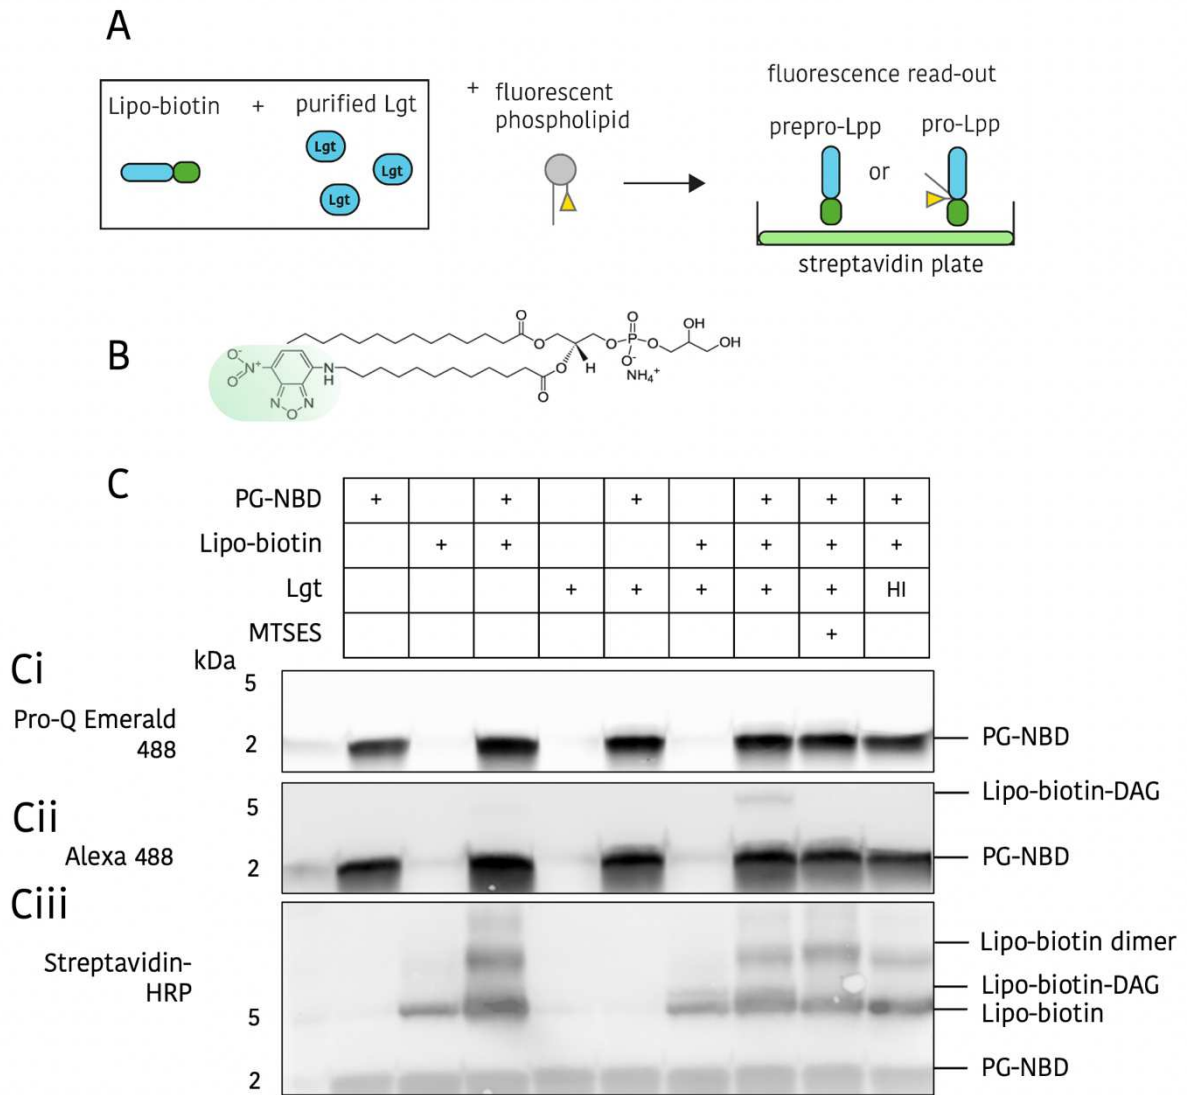 A
Lipo-biotin + purified Lgt
Lgt
Lgt
Lgt
+ fluorescent
phospholipid
fluorescence read-out
prepro-Lpp or pro-Lpp
streptavidin plate
B
O⁻
N⁺
O
N
H
N
O
N
O
O
O
O
H
O
O
P
O⁻
NH₄⁺
O
OH
OH
C
PG-NBD + + + + + +
Lipo-biotin + + + + + +
Lgt + + + + + HI
MTSES +
kDa
Ci
Pro-Q Emerald
488
5
2
PG-NBD
Cii
Alexa 488
5
2
Lipo-biotin-DAG
PG-NBD
Ciii
Streptavidin-
HRP
5
2
Lipo-biotin dimer
Lipo-biotin-DAG
Lipo-biotin
PG-NBD